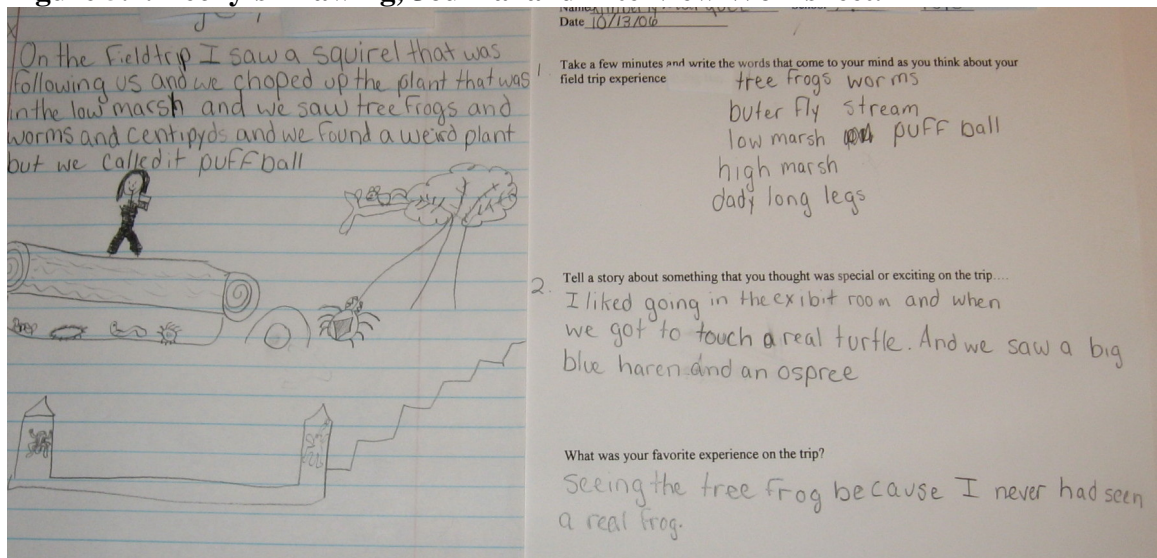 On the Fieldtrip I saw a squirel that was
following us and we choped up the plant that was
in the low marsh and we saw tree frogs and
worms and centipyds and we found a weird plant
but we called it puffball
Date 10/13/06
1. Take a few minutes and write the words that come to your mind as you think about your
field trip experience
tree frogs worms
buter fly stream
low marsh puff ball
high marsh
dady long legs
2. Tell a story about something that you thought was special or exciting on the trip....
I liked going in the exibit room and when
we got to touch a real turtle. And we saw a big
blue haren and an ospree
What was your favorite experience on the trip?
Seeing the tree frog because I never had seen
a real frog.